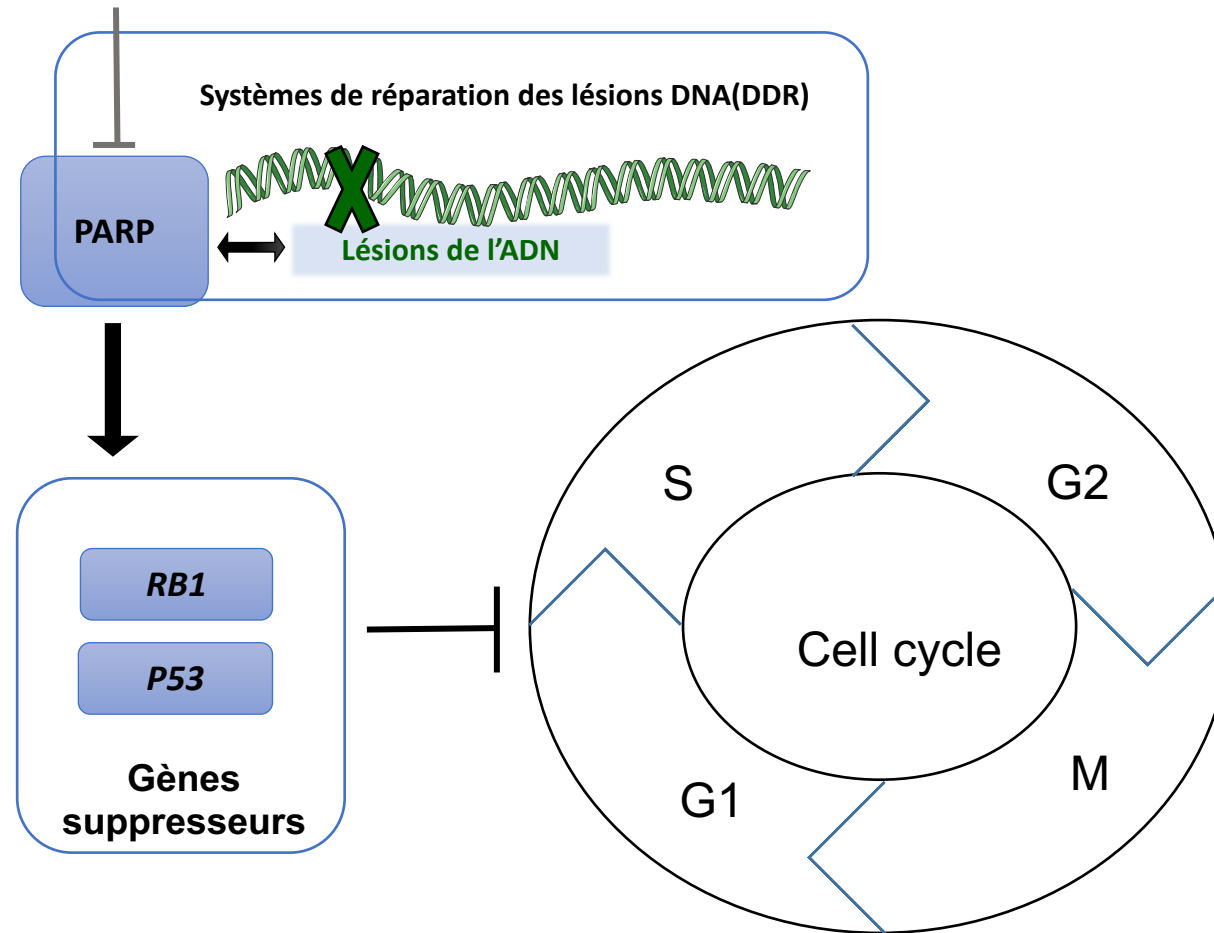 Systèmes de réparation des lésions DNA(DDR)
PARP
Lésions de l’ADN
S
G2
RB1
Cell cycle
P53
Gènes
suppresseurs
G1
M